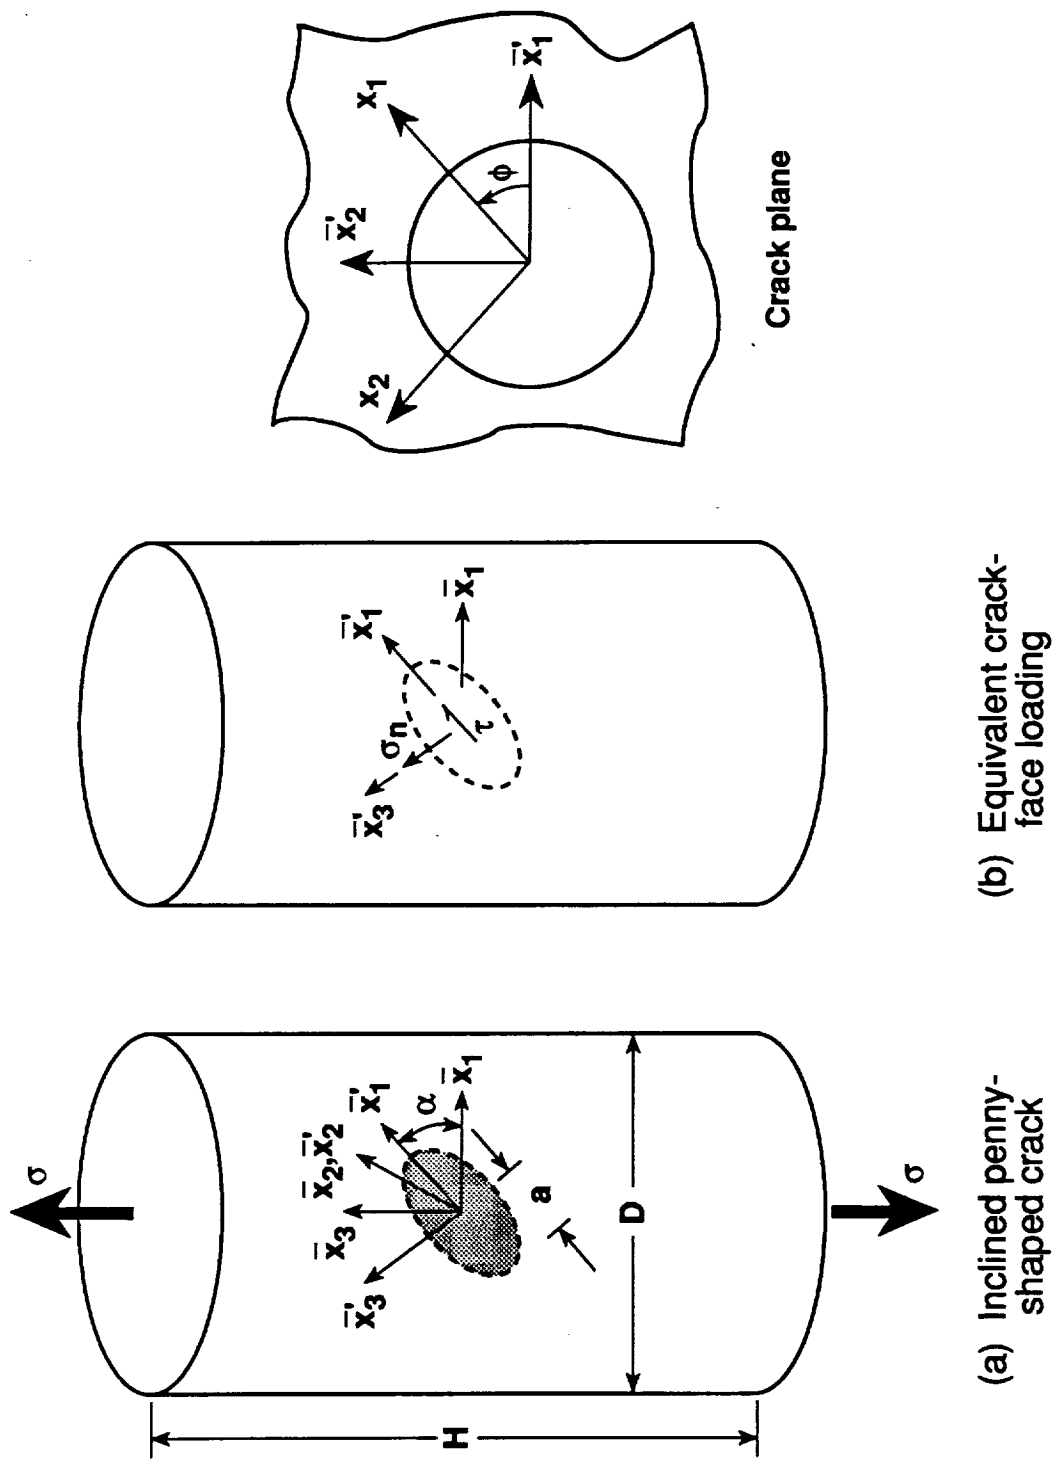 σ
x̄₃
x̄'₃
x̄₂,x̄'₂
x̄'₁
α
x̄₁
a
D
H
σ
(a) Inclined penny-
shaped crack
x̄'₃
σₙ
x̄'₁
x̄₁
τ
(b) Equivalent crack-
face loading
x₂
x̄'₂
x₁
ϕ
x̄'₁
Crack plane